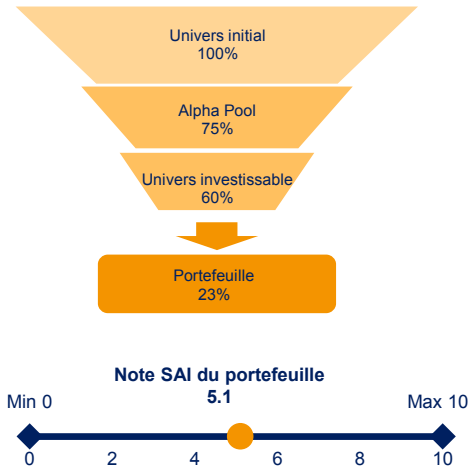 Univers initial
100%
Alpha Pool
75%
Univers investissable
60%
Portefeuille
23%
Note SAI du portefeuille
5.1
Min 0
Max 10
0 2 4 6 8 10